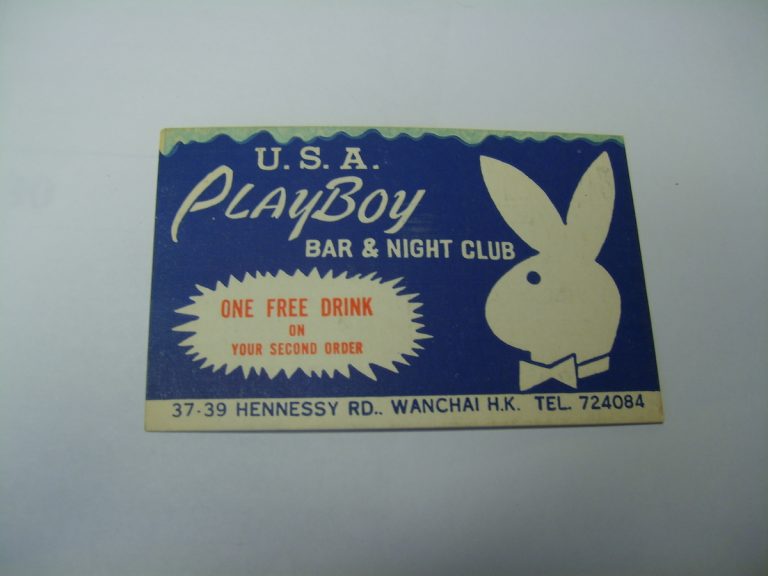 U.S.A.
PLAYBOY
BAR & NIGHT CLUB
ONE FREE DRINK
ON
YOUR SECOND ORDER
37-39 HENNESSY RD., WANCHAI H.K. TEL. 724084